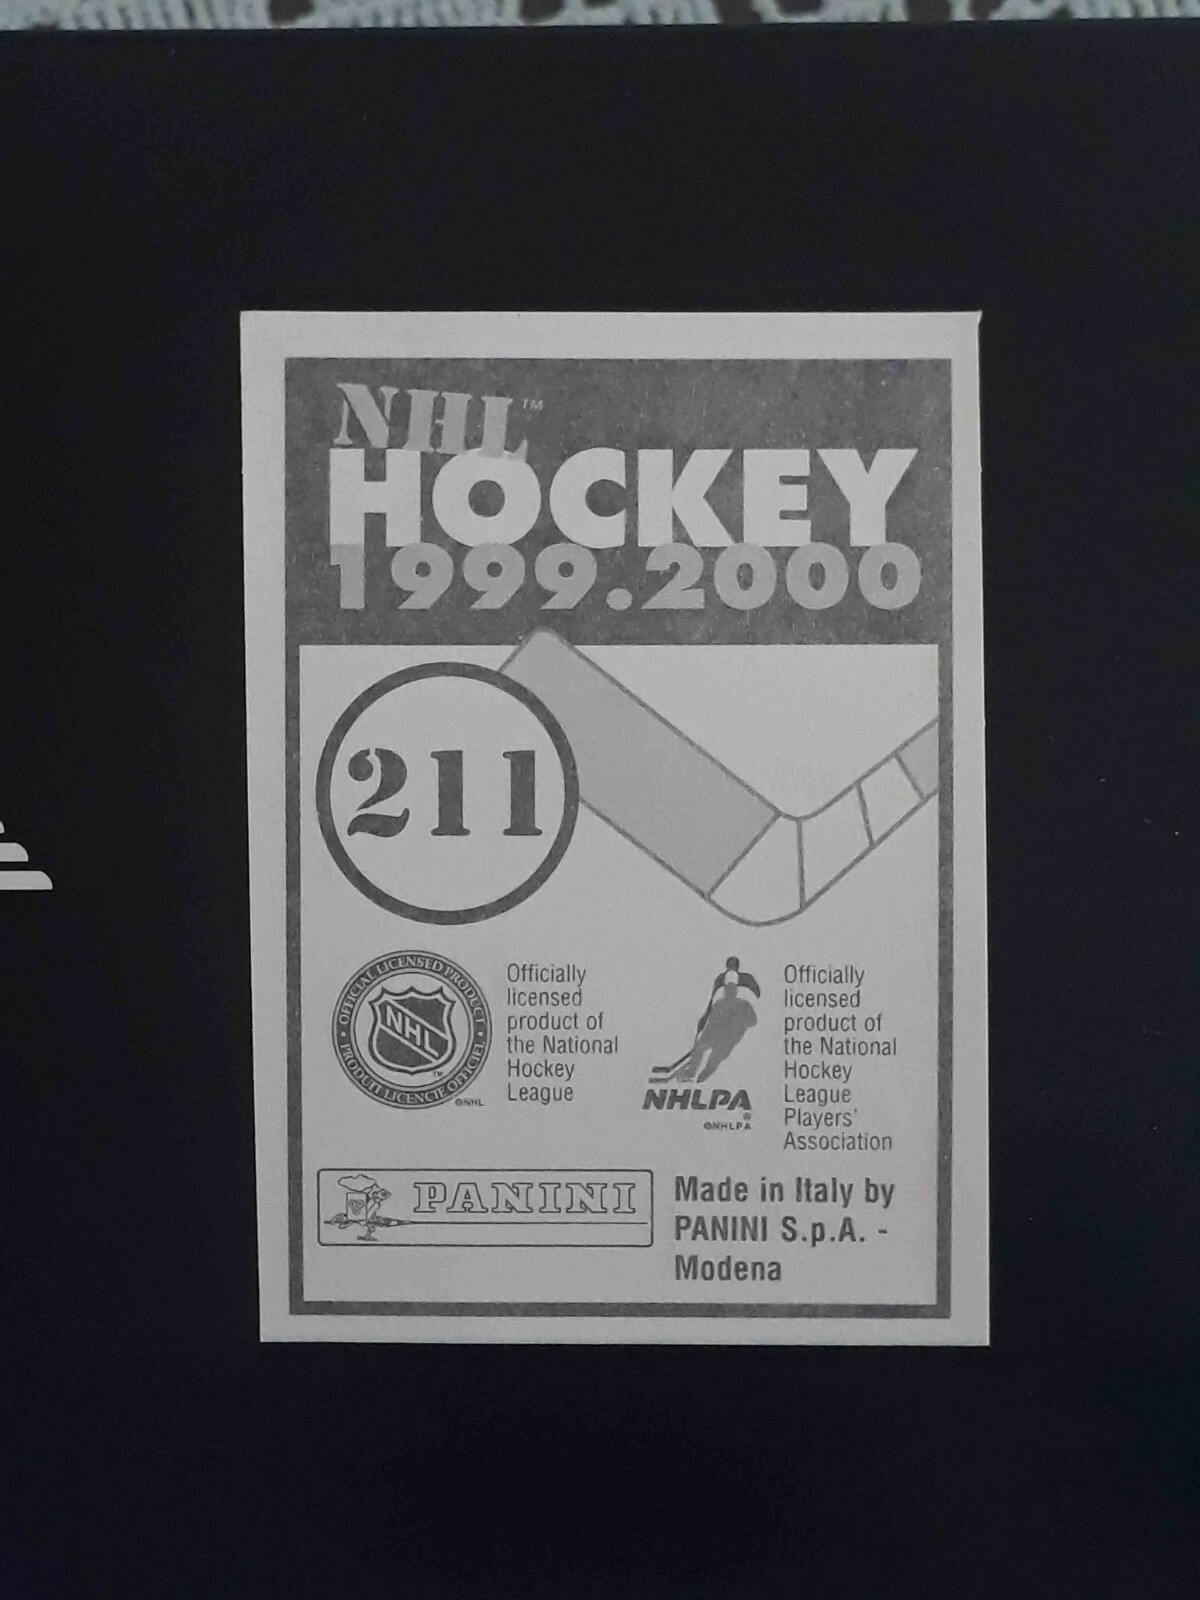 NHL™
HOCKEY
1999.2000
211
OFFICIAL LICENSED PRODUCT
NHL
™
PRODUIT LICENCIE OFFICIEL
©NHL
Officially
licensed
product of
the National
Hockey
League
NHLPA
®
©NHLPA
Officially
licensed
product of
the National
Hockey
League
Players'
Association
PANINI
Made in Italy by
PANINI S.p.A. -
Modena